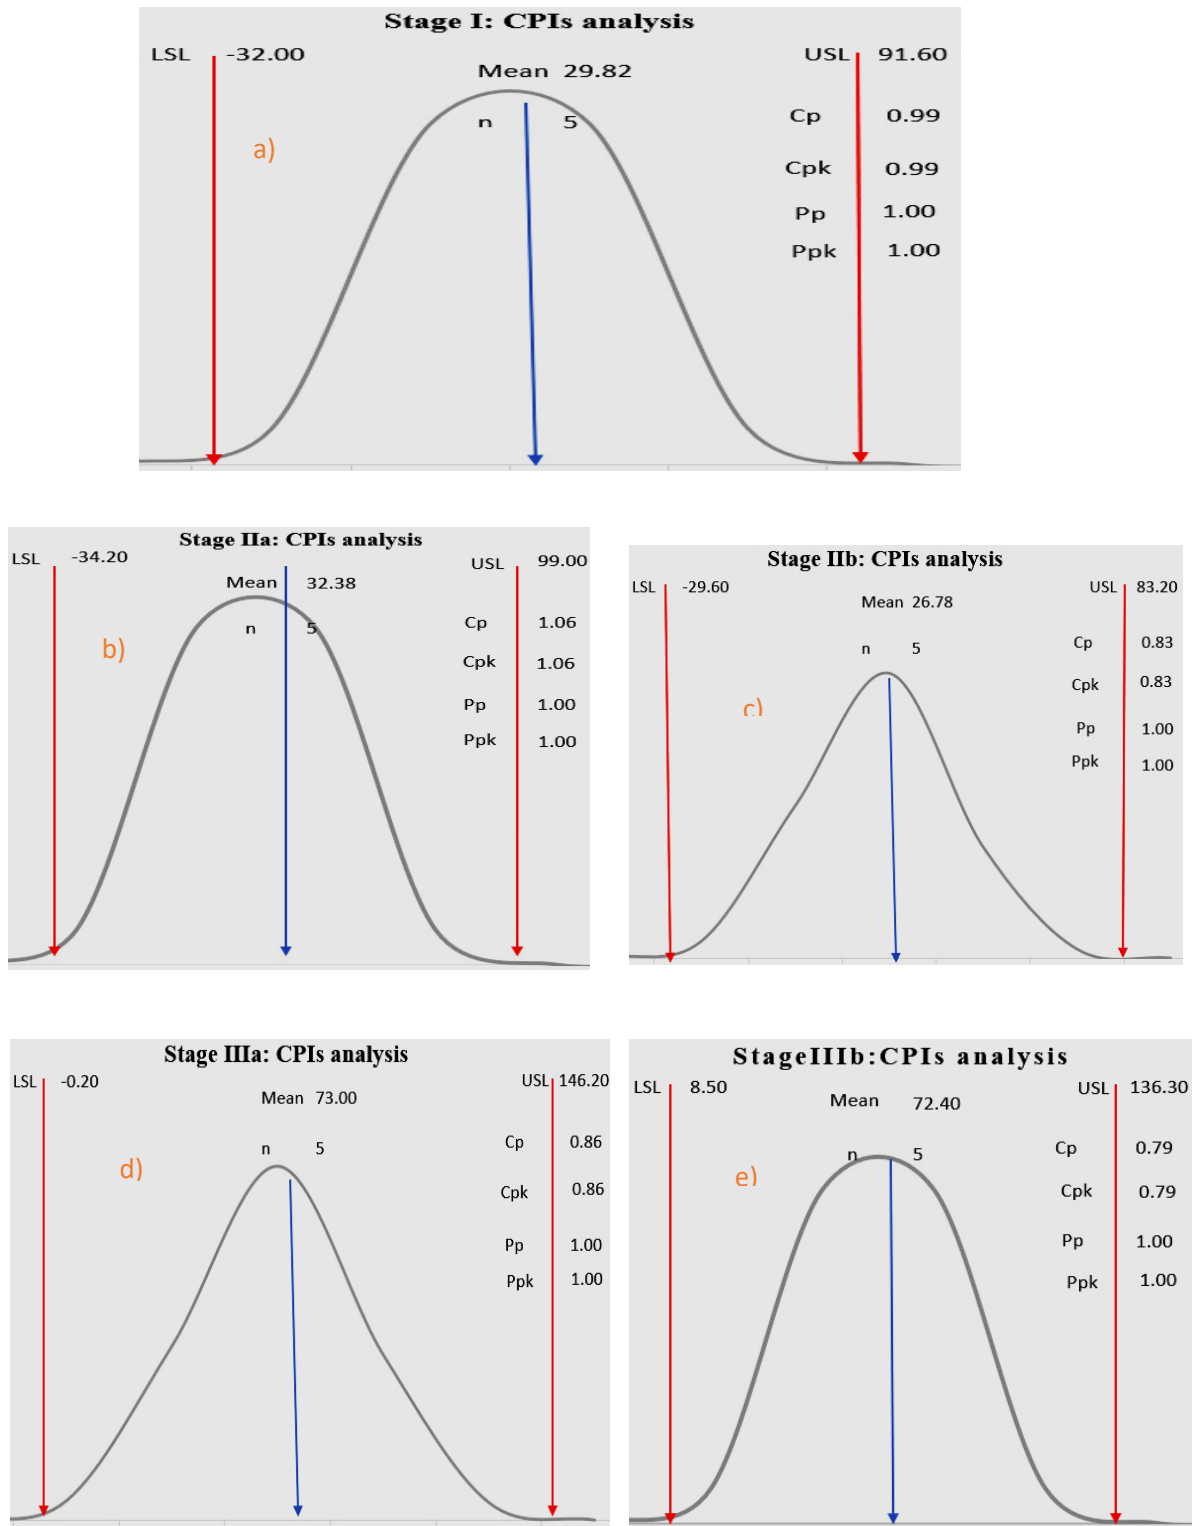 Stage I: CPIs analysis
LSL -32.00
USL 91.60
Mean 29.82
n 5
a)
Cp 0.99
Cpk 0.99
Pp 1.00
Ppk 1.00
Stage IIa: CPIs analysis
LSL -34.20
USL 99.00
Mean 32.38
n 5
b)
Cp 1.06
Cpk 1.06
Pp 1.00
Ppk 1.00
Stage IIb: CPIs analysis
LSL -29.60
USL 83.20
Mean 26.78
n 5
c)
Cp 0.83
Cpk 0.83
Pp 1.00
Ppk 1.00
Stage IIIa: CPIs analysis
LSL -0.20
USL 146.20
Mean 73.00
n 5
d)
Cp 0.86
Cpk 0.86
Pp 1.00
Ppk 1.00
StageIIIb:CPIs analysis
LSL 8.50
USL 136.30
Mean 72.40
n 5
e)
Cp 0.79
Cpk 0.79
Pp 1.00
Ppk 1.00